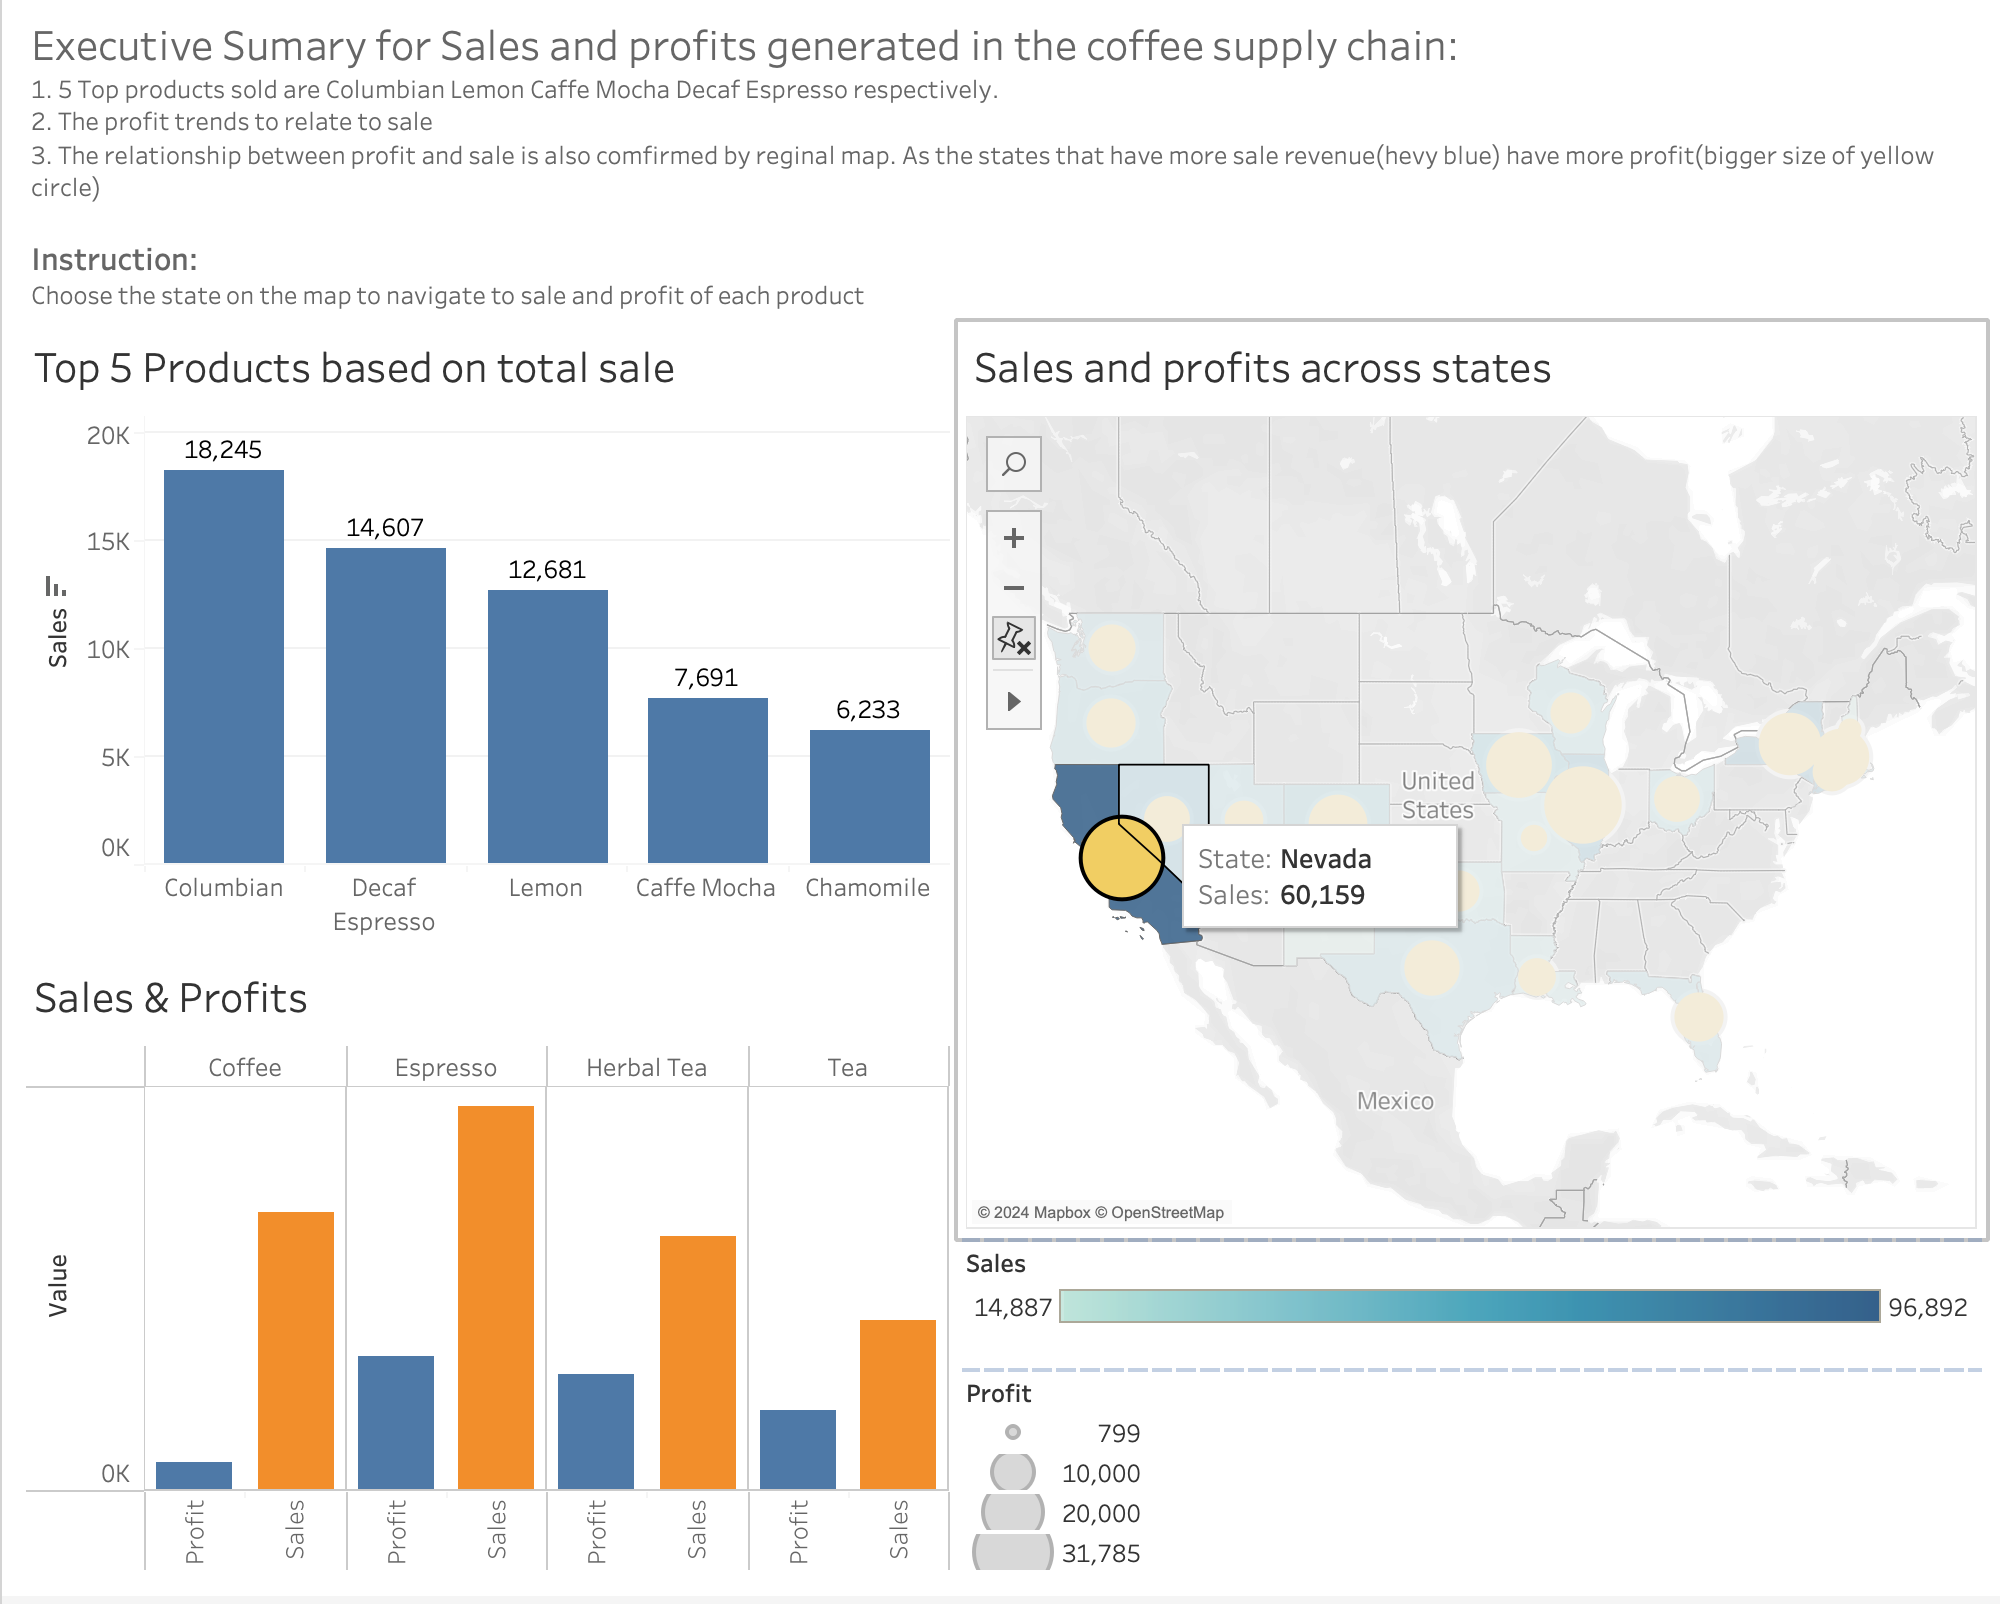 Executive Sumary for Sales and profits generated in the coffee supply chain:
1. 5 Top products sold are Columbian Lemon Caffe Mocha Decaf Espresso respectively.
2. The profit trends to relate to sale
3. The relationship between profit and sale is also comfirmed by reginal map. As the states that have more sale revenue(hevy blue) have more profit(bigger size of yellow
circle)
Instruction:
Choose the state on the map to navigate to sale and profit of each product
Top 5 Products based on total sale
Sales
20K
15K
10K
5K
0K
18,245
14,607
12,681
7,691
6,233
Columbian
Decaf
Espresso
Lemon
Caffe Mocha
Chamomile
Sales & Profits
Coffee
Espresso
Herbal Tea
Tea
Value
0K
Profit
Sales
Profit
Sales
Profit
Sales
Profit
Sales
Sales and profits across states
United
States
State: Nevada
Sales: 60,159
Mexico
© 2024 Mapbox © OpenStreetMap
Sales
14,887
96,892
Profit
799
10,000
20,000
31,785